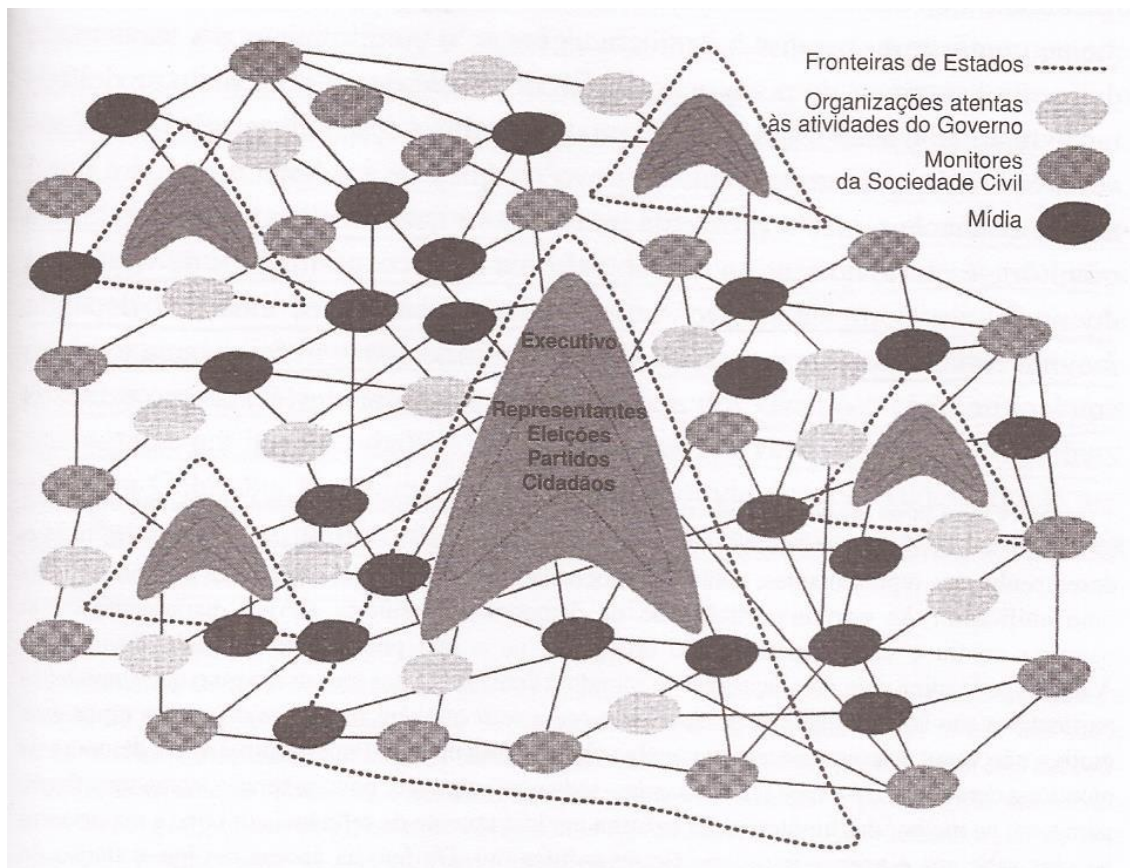 Fronteiras de Estados
Organizações atentas
às atividades do Governo
Monitores
da Sociedade Civil
Mídia
Executivo
Representantes
Eleições
Partidos
Cidadãos